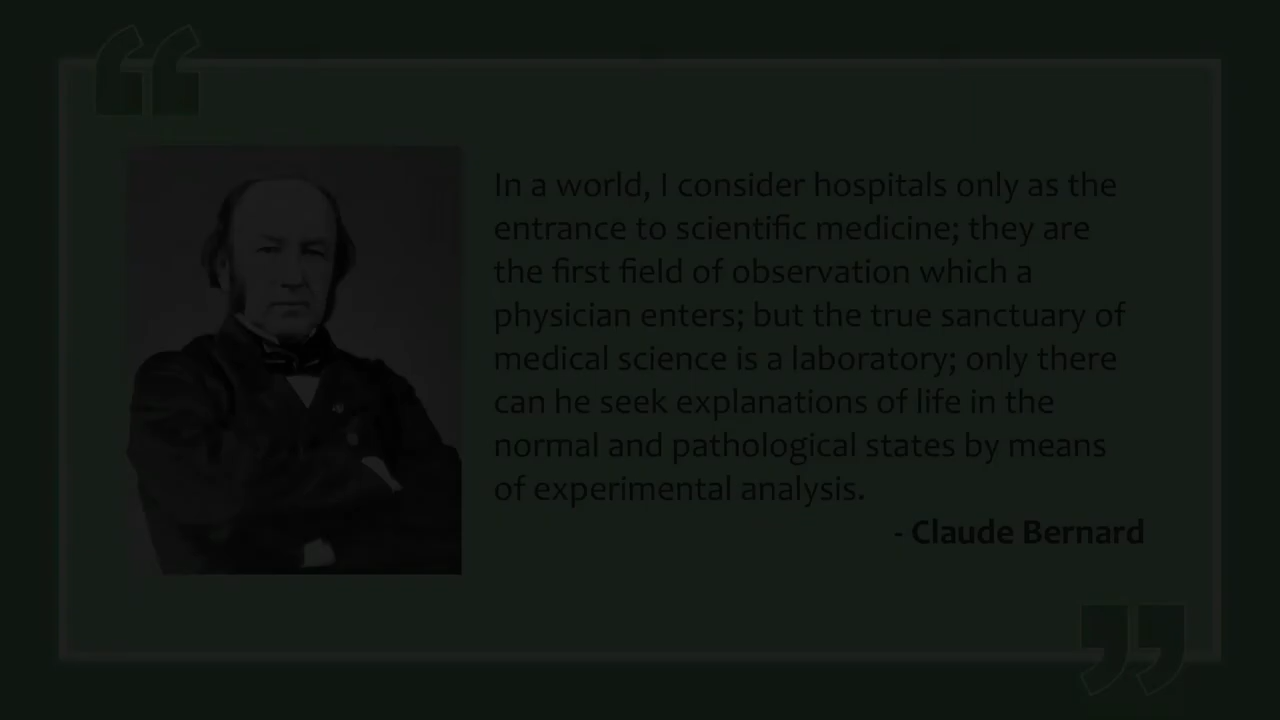 In a world, I consider hospitals only as the
entrance to scientific medicine; they are
the first field of observation which a
physician enters; but the true sanctuary of
medical science is a laboratory; only there
can he seek explanations of life in the
normal and pathological states by means
of experimental analysis.
- Claude Bernard